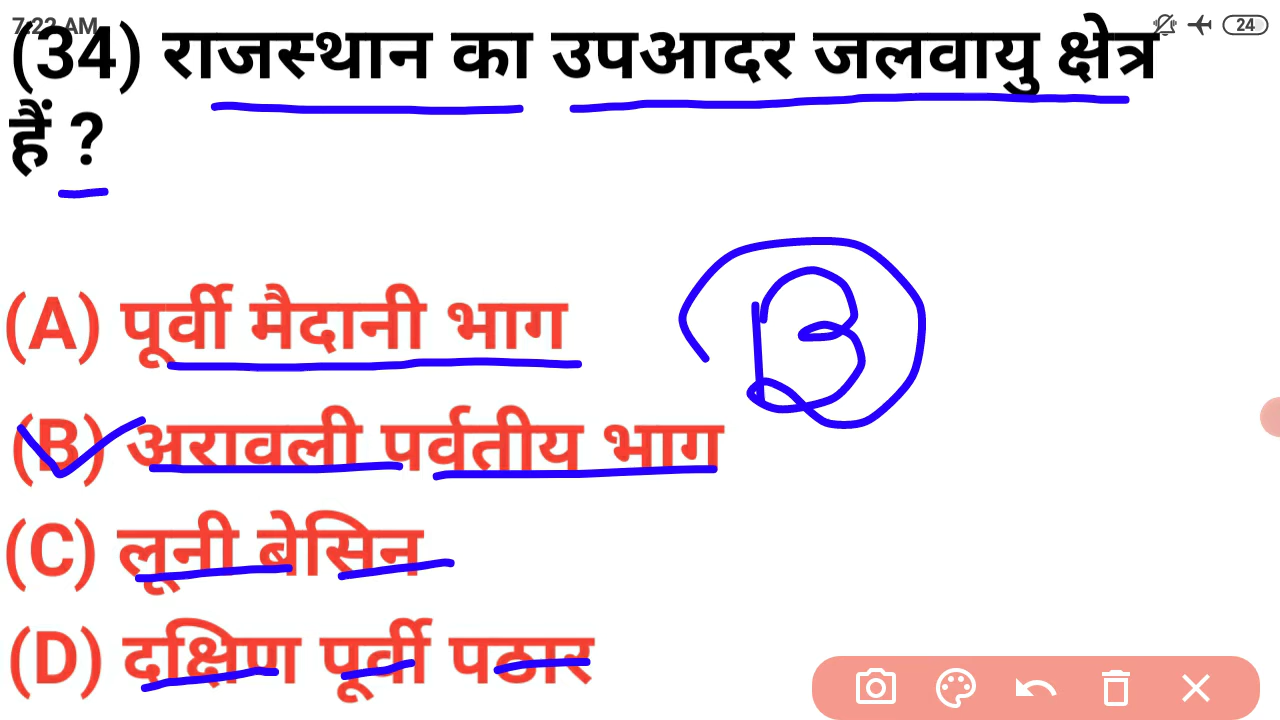 7:22 AM
24
(34) राजस्थान का उपआदर जलवायु क्षेत्र
हैं ?
(A) पूर्वी मैदानी भाग
B
(B) अरावली पर्वतीय भाग
(C) लूनी बेसिन
(D) दक्षिण पूर्वी पठार